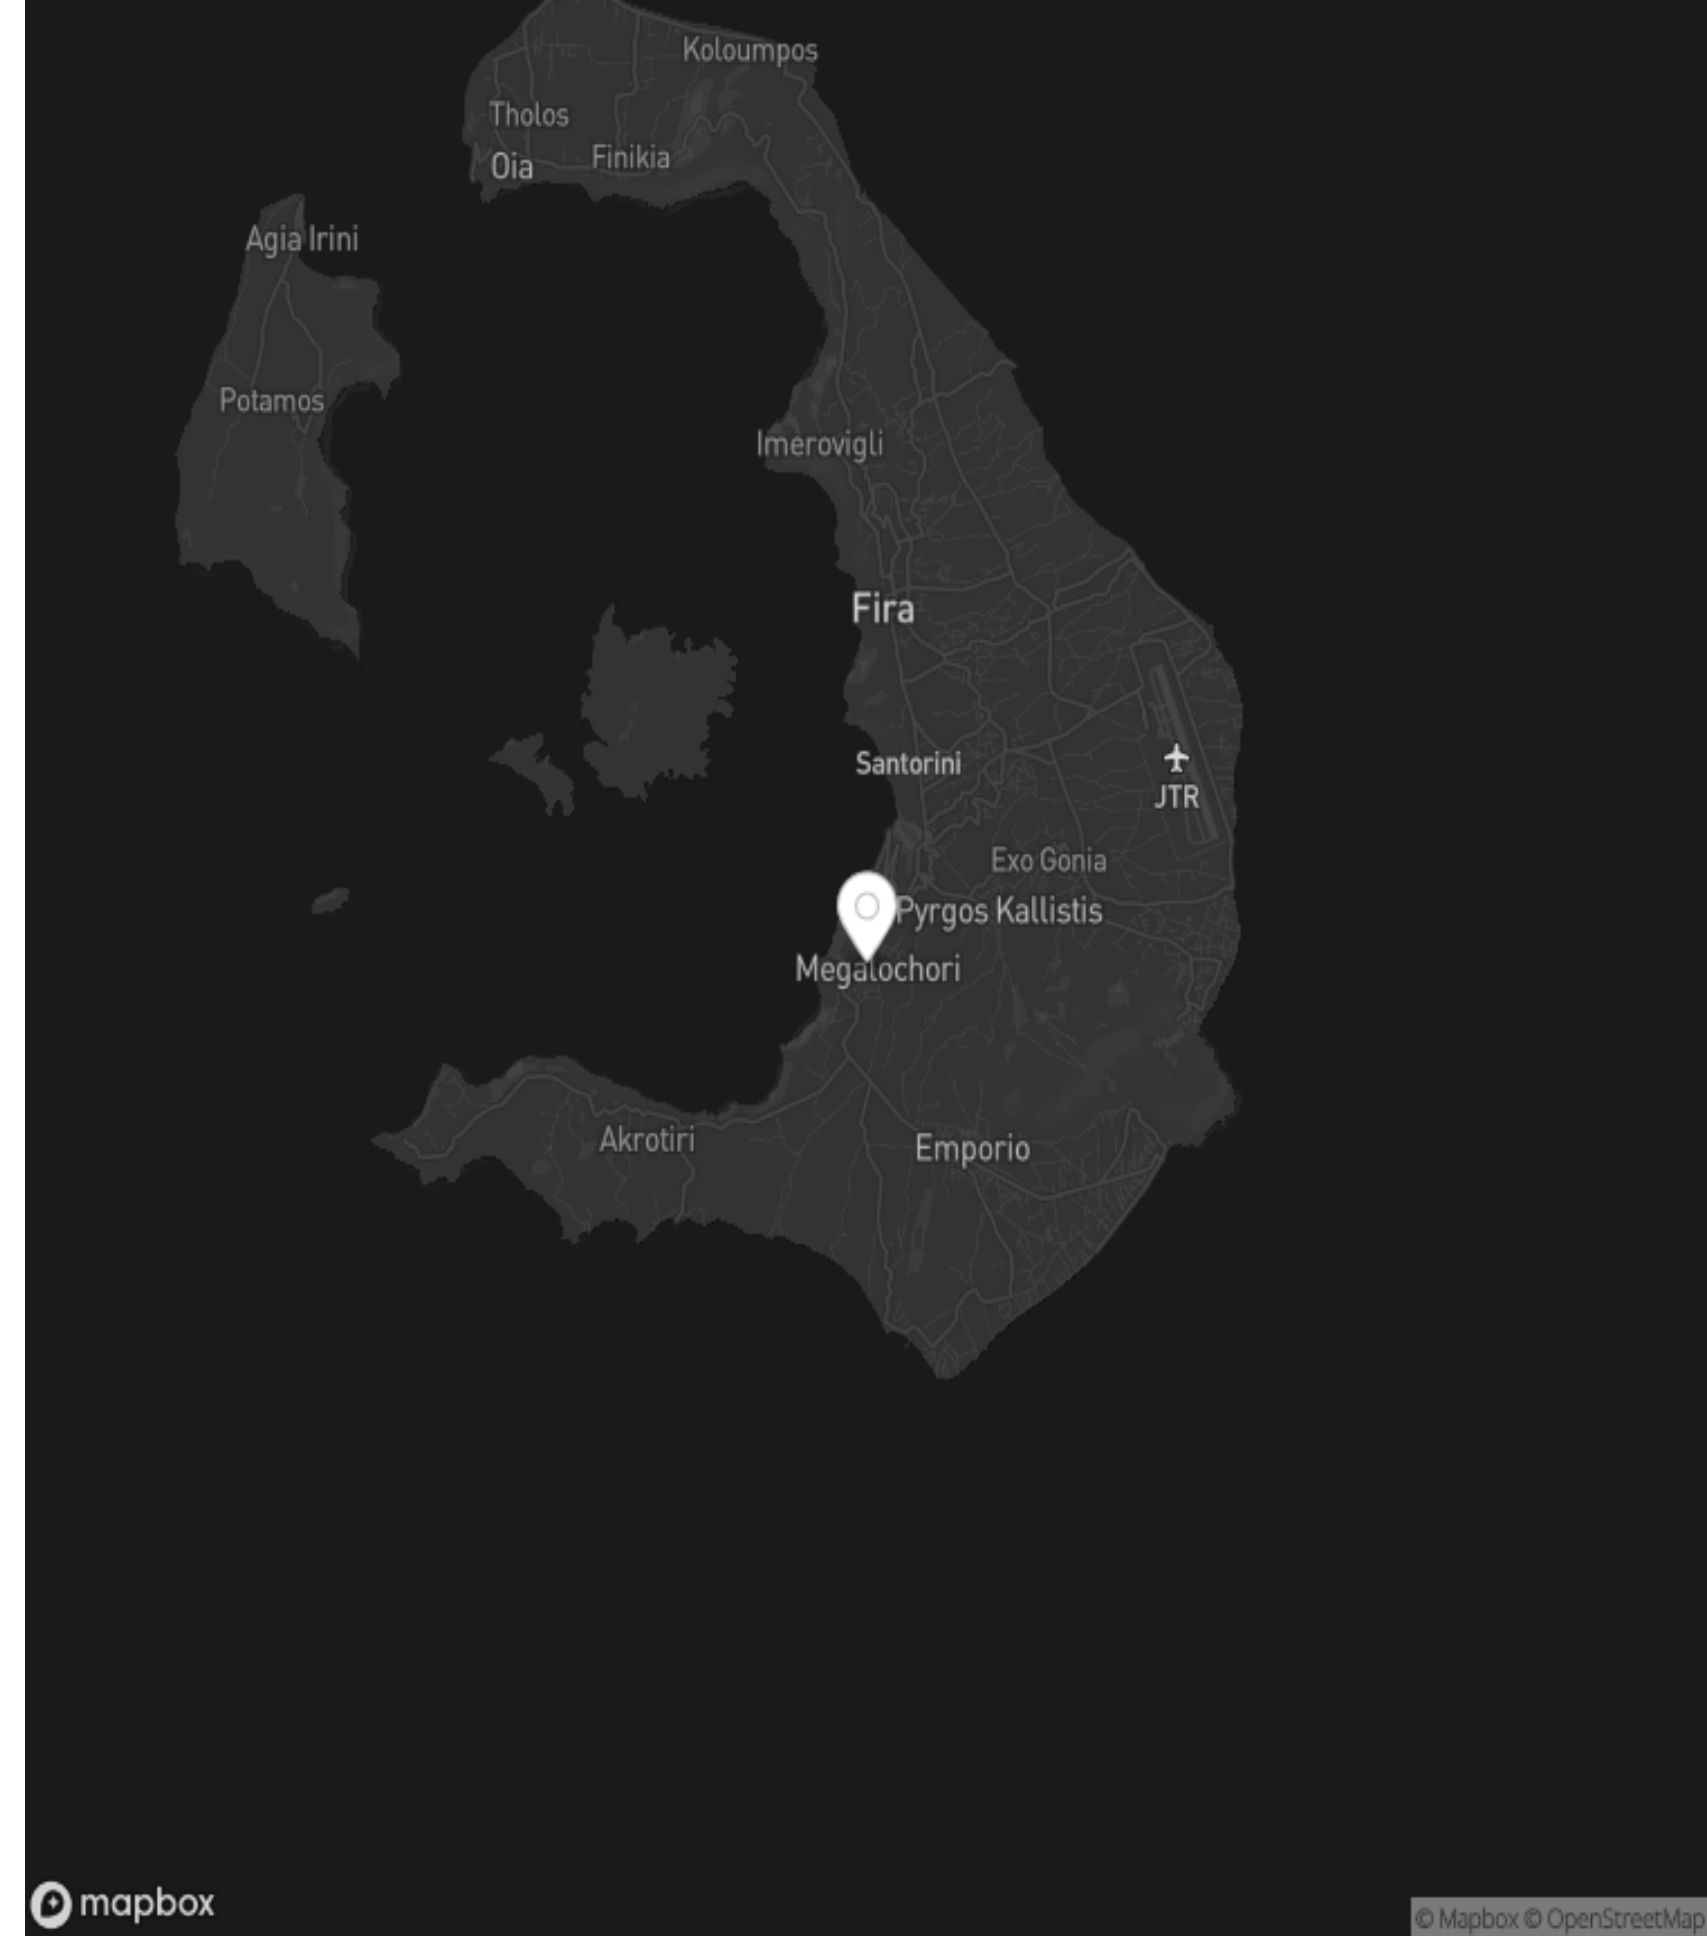 Koloumpos
Tholos
Finikia
Oia
Agia Irini
Potamos
Imerovigli
Fira
Santorini
JTR
Exo Gonia
Pyrgos Kallistis
Megalochori
Akrotiri
Emporio
mapbox
© Mapbox © OpenStreetMap